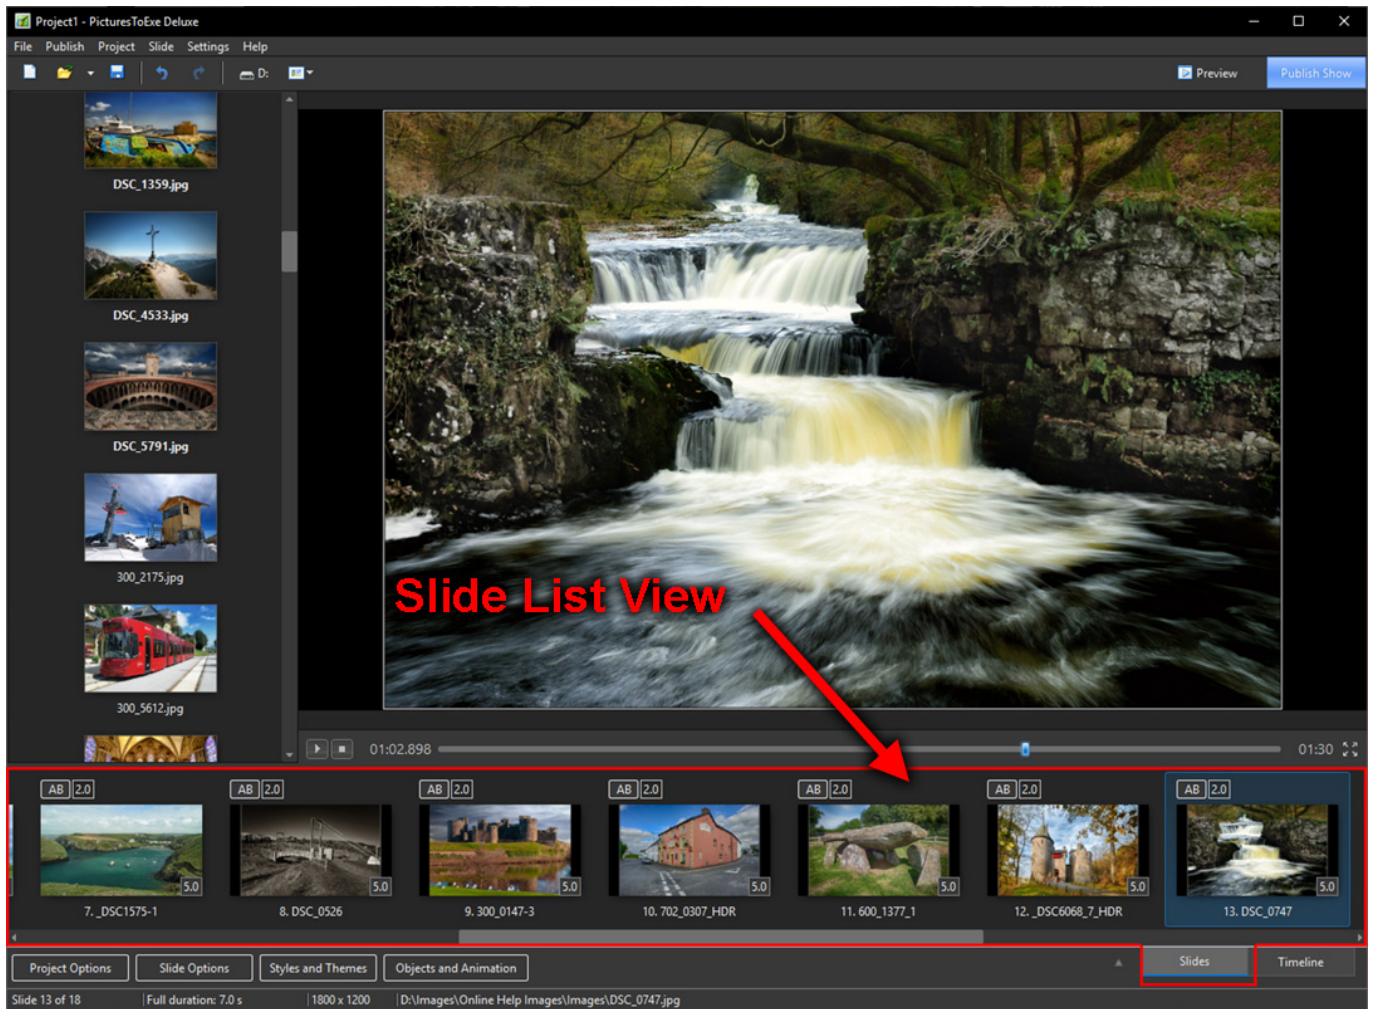 Project1 - PicturesToExe Deluxe
File Publish Project Slide Settings Help
D: Preview Publish Show
DSC_1359.jpg
DSC_4533.jpg
DSC_5791.jpg
300_2175.jpg
300_5612.jpg
Slide List View
01:02.898 01:30
AB 2.0 AB 2.0 AB 2.0 AB 2.0 AB 2.0 AB 2.0 AB 2.0
5.0 5.0 5.0 5.0 5.0 5.0 5.0
7. _DSC1575-1 8. DSC_0526 9. 300_0147-3 10. 702_0307_HDR 11. 600_1377_1 12. _DSC6068_7_HDR 13. DSC_0747
Project Options Slide Options Styles and Themes Objects and Animation Slides Timeline
Slide 13 of 18 Full duration: 7.0 s 1800 x 1200 D:\Images\Online Help Images\Images\DSC_0747.jpg